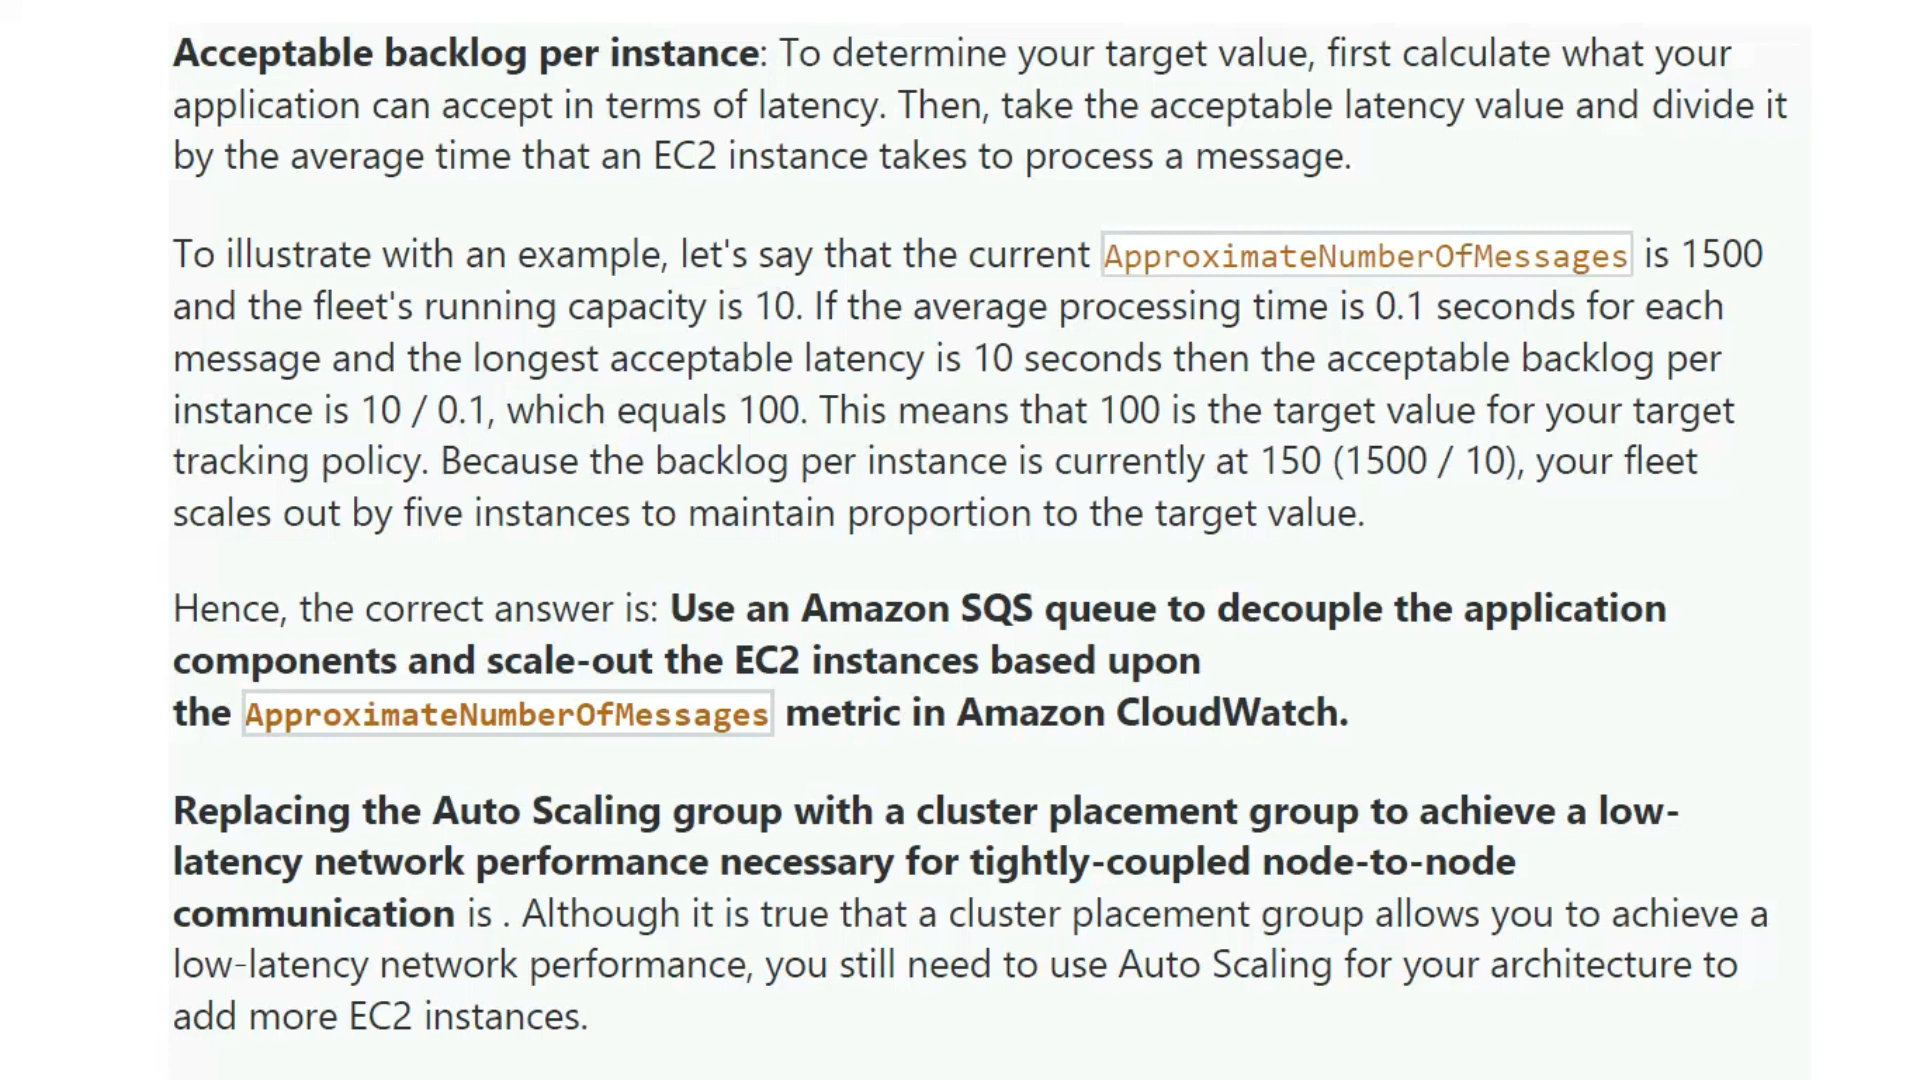 Acceptable backlog per instance: To determine your target value, first calculate what your
application can accept in terms of latency. Then, take the acceptable latency value and divide it
by the average time that an EC2 instance takes to process a message.
To illustrate with an example, let's say that the current ApproximateNumberOfMessages is 1500
and the fleet's running capacity is 10. If the average processing time is 0.1 seconds for each
message and the longest acceptable latency is 10 seconds then the acceptable backlog per
instance is 10 / 0.1, which equals 100. This means that 100 is the target value for your target
tracking policy. Because the backlog per instance is currently at 150 (1500 / 10), your fleet
scales out by five instances to maintain proportion to the target value.
Hence, the correct answer is: Use an Amazon SQS queue to decouple the application
components and scale-out the EC2 instances based upon
the ApproximateNumberOfMessages metric in Amazon CloudWatch.
Replacing the Auto Scaling group with a cluster placement group to achieve a low-
latency network performance necessary for tightly-coupled node-to-node
communication is . Although it is true that a cluster placement group allows you to achieve a
low-latency network performance, you still need to use Auto Scaling for your architecture to
add more EC2 instances.